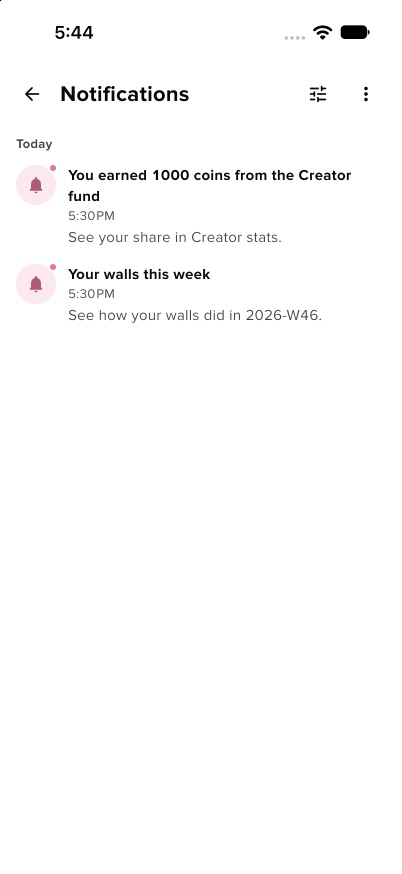 5:44
Notifications
Today
You earned 1000 coins from the Creator
fund
5:30PM
See your share in Creator stats.
Your walls this week
5:30PM
See how your walls did in 2026-W46.